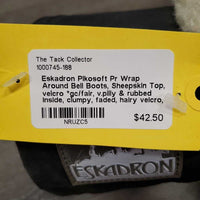 The Tack Collector
1000745-168
Eskadron Pikosoft Pr Wrap
Around Bell Boots, Sheepskin Top,
velcro *gc/fair, v.pilly & rubbed
inside, clumpy, faded, hairy velcro,
NRUZC5
$42.50
ESKADRON